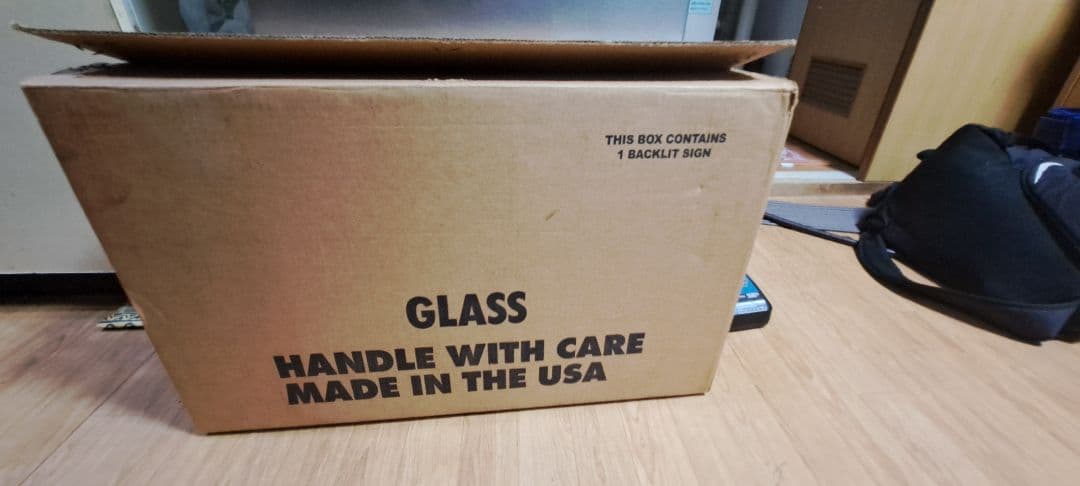 THIS BOX CONTAINS
1 BACKLIT SIGN
GLASS
HANDLE WITH CARE
MADE IN THE USA